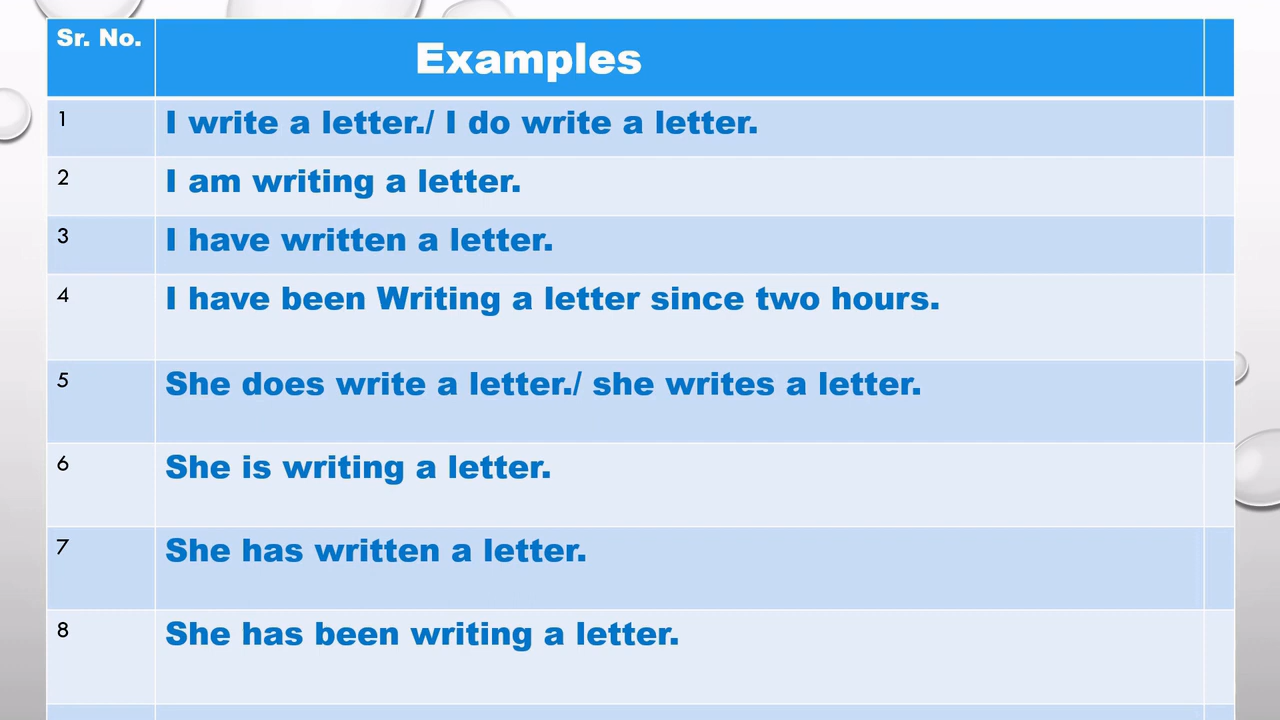 Sr. No. Examples
1 I write a letter./ I do write a letter.
2 I am writing a letter.
3 I have written a letter.
4 I have been Writing a letter since two hours.
5 She does write a letter./ she writes a letter.
6 She is writing a letter.
7 She has written a letter.
8 She has been writing a letter.